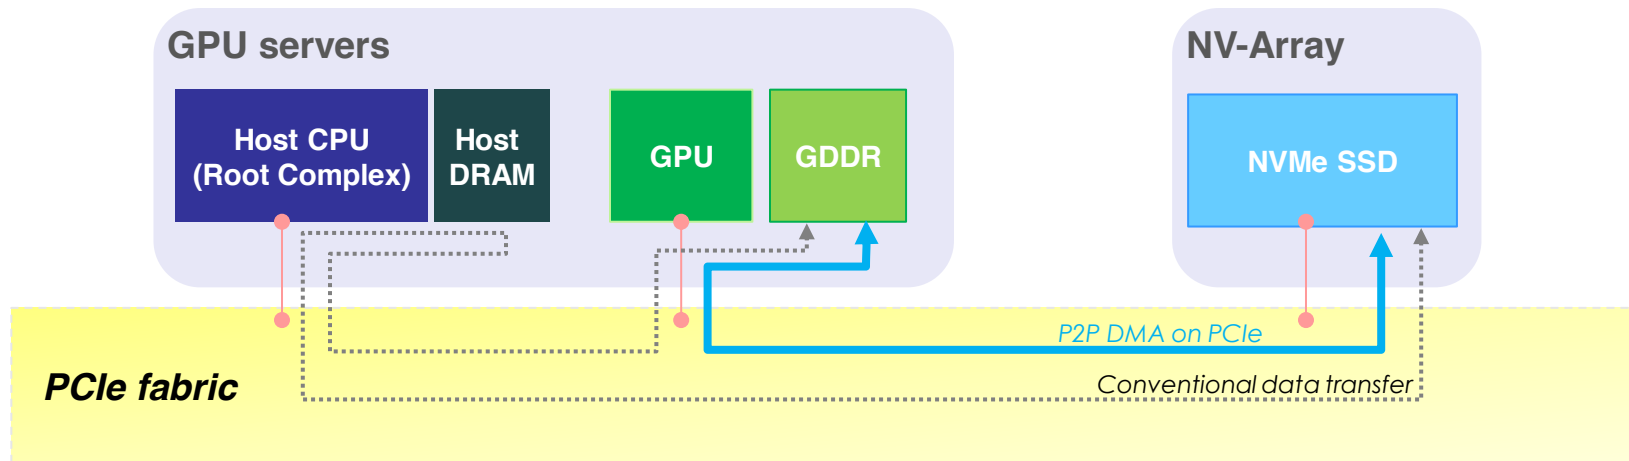 GPU servers
NV-Array
Host CPU
(Root Complex)
Host
DRAM
GPU
GDDR
NVMe SSD
P2P DMA on PCIe
Conventional data transfer
PCIe fabric